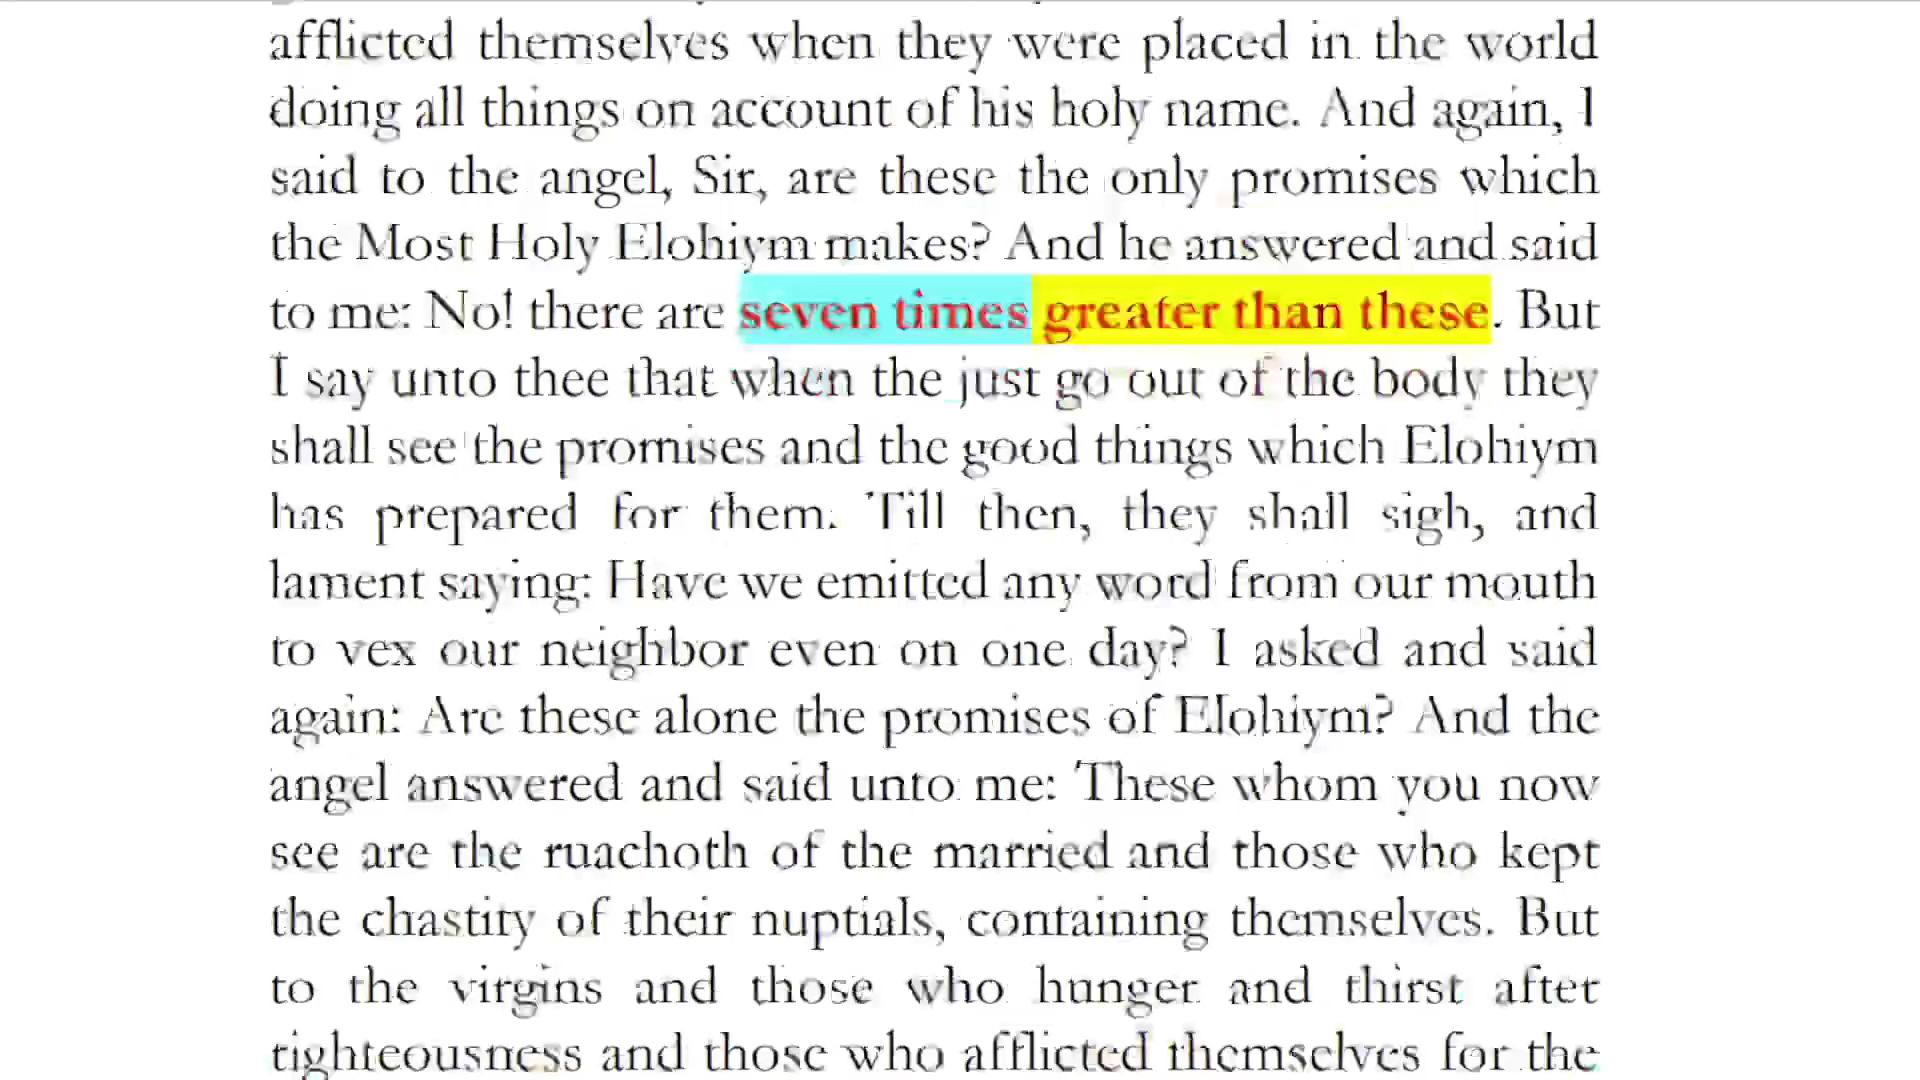 afflicted themselves when they were placed in the world
doing all things on account of his holy name. And again, I
said to the angel, Sir, are these the only promises which
the Most Holy Elohiym makes? And he answered and said
to me: No! there are seven times greater than these. But
I say unto thee that when the just go out of the body they
shall see the promises and the good things which Elohiym
has prepared for them. Till then, they shall sigh, and
lament saying: Have we emitted any word from our mouth
to vex our neighbor even on one day? I asked and said
again: Are these alone the promises of Elohiym? And the
angel answered and said unto me: These whom you now
see are the ruachoth of the married and those who kept
the chastity of their nuptials, containing themselves. But
to the virgins and those who hunger and thirst after
righteousness and those who afflicted themselves for the